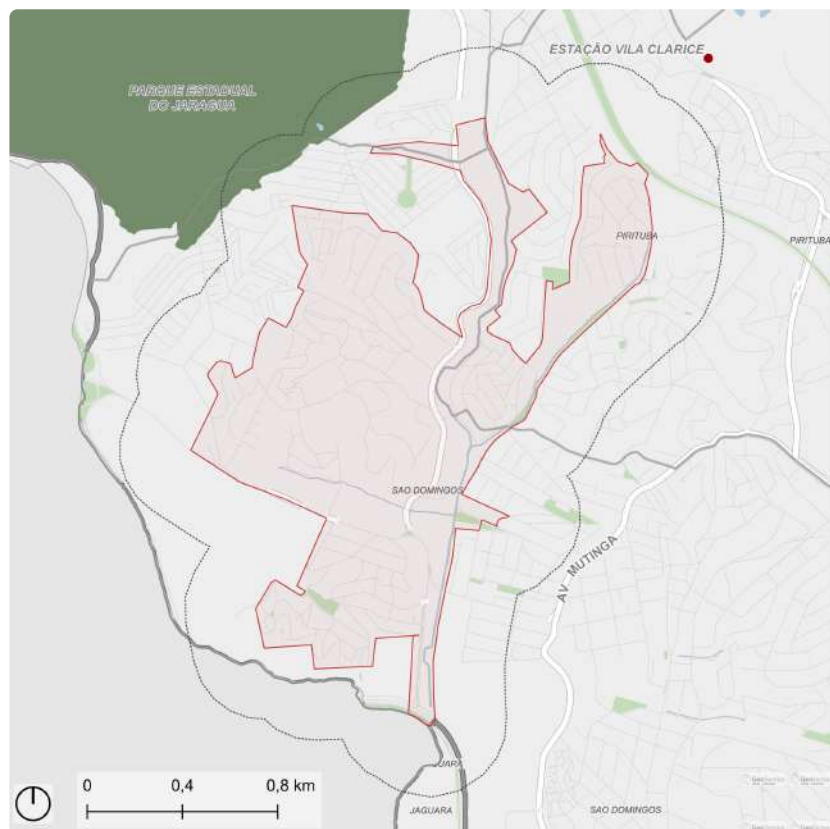 ESTAÇÃO VILA CLARICE
PARQUE ESTADUAL
DO JARAGUA
PIRITUBA
PIRITUBA
SAO DOMINGOS
AV MUTINGA
0
0,4
0,8 km
JAGUARA
SAO DOMINGOS